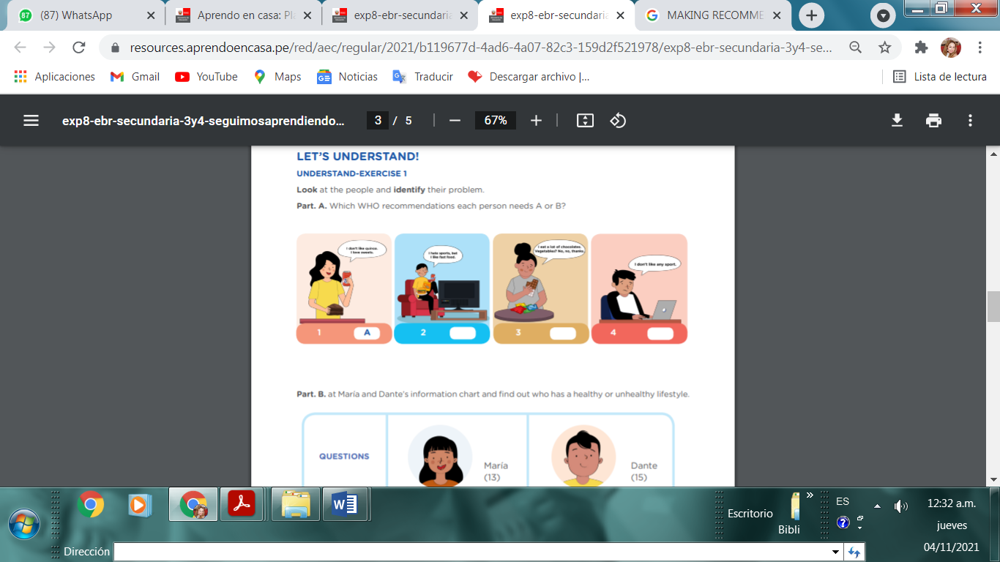 (87) WhatsApp
Aprendo en casa: Pla
exp8-ebr-secundaria
exp8-ebr-secundaria
MAKING RECOMME
resources.aprendoencasa.pe/red/aec/regular/2021/b119677d-4ad6-4a07-82c3-159d2f521978/exp8-ebr-secundaria-3y4-se...
Aplicaciones
Gmail
YouTube
Maps
Noticias
Traducir
Descargar archivo |...
Lista de lectura
exp8-ebr-secundaria-3y4-seguimosaprendiendo...
3 / 5
67%
LET'S UNDERSTAND!
UNDERSTAND-EXERCISE 1
Look at the people and identify their problem.
Part. A. Which WHO recommendations each person needs A or B?
I don't like quinoa.
I love sweets.
I hate sports, but
I like fast food.
I eat a lot of chocolates.
Vegetables? No, no, thanks.
I don't like any sport.
1 A
2
3
4
Part. B. at María and Dante's information chart and find out who has a healthy or unhealthy lifestyle.
QUESTIONS
María
(13)
Dante
(15)
Escritorio
Bibli
ES
12:32 a.m.
jueves
04/11/2021
Dirección